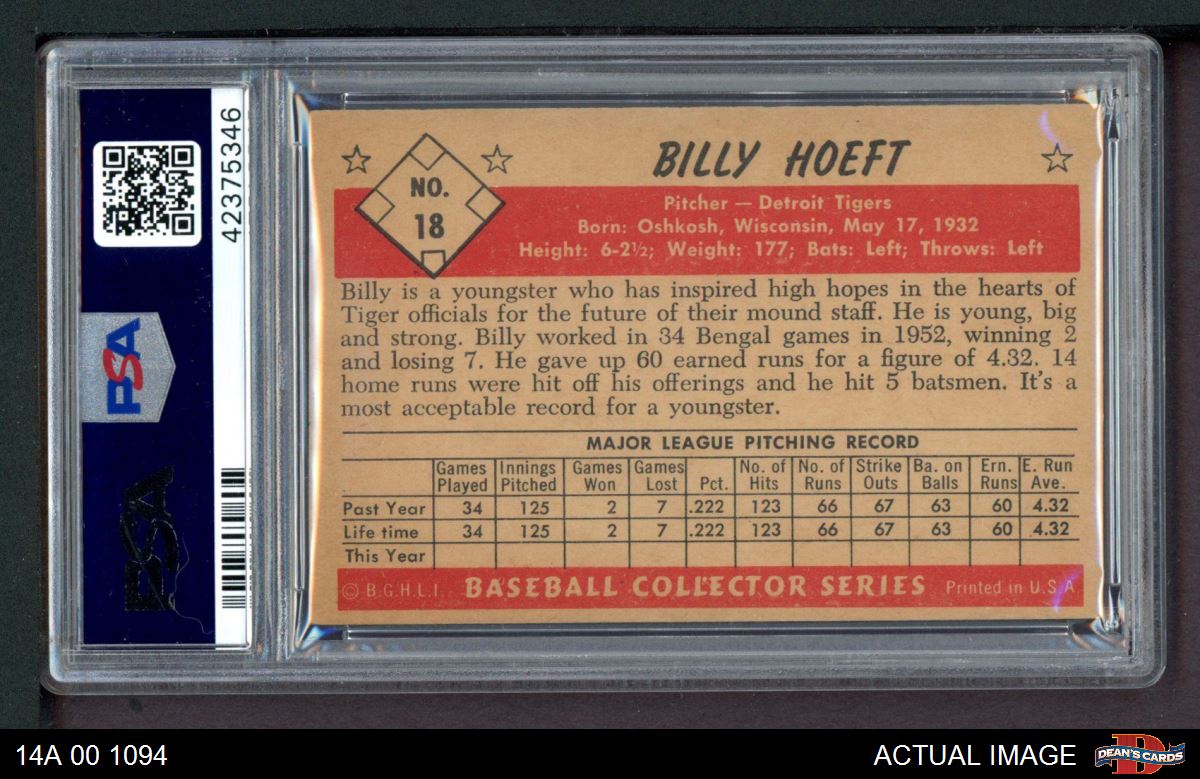 42375346
PSA
PSA
BILLY HOEFT
NO.
18
Pitcher — Detroit Tigers
Born: Oshkosh, Wisconsin, May 17, 1932
Height: 6-2½; Weight: 177; Bats: Left; Throws: Left
Billy is a youngster who has inspired high hopes in the hearts of
Tiger officials for the future of their mound staff. He is young, big
and strong. Billy worked in 34 Bengal games in 1952, winning 2
and losing 7. He gave up 60 earned runs for a figure of 4.32. 14
home runs were hit off his offerings and he hit 5 batsmen. It's a
most acceptable record for a youngster.
MAJOR LEAGUE PITCHING RECORD
Games Played Innings Pitched Games Won Games Lost Pct. No. of Hits No. of Runs Strike Outs Ba. on Balls Ern. Runs E. Run Ave.
Past Year 34 125 2 7 .222 123 66 67 63 60 4.32
Life time 34 125 2 7 .222 123 66 67 63 60 4.32
This Year
© B.G.H.L.I. BASEBALL COLLECTOR SERIES Printed in U.S.A
14A 00 1094
ACTUAL IMAGE
DEAN'S CARDS